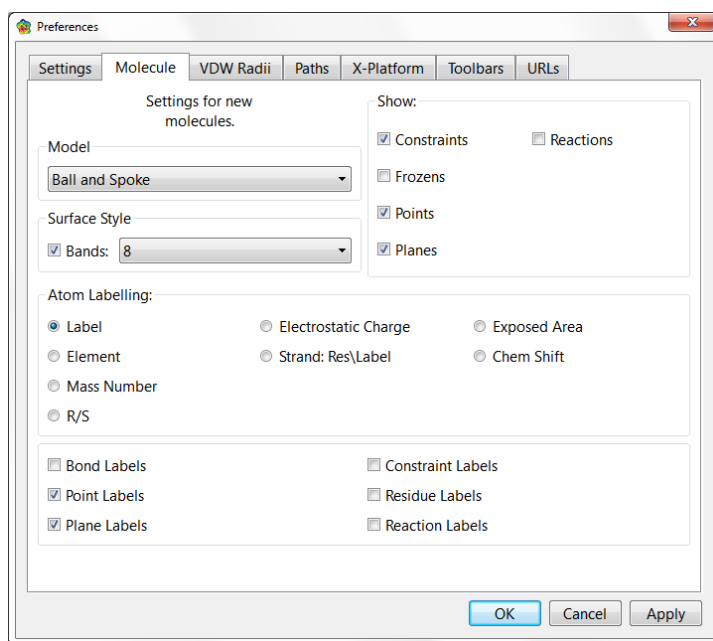 Preferences
Settings Molecule VDW Radii Paths X-Platform Toolbars URLs
Settings for new
molecules.
Model
Ball and Spoke
Surface Style
Bands: 8
Show:
Constraints Reactions
Frozens
Points
Planes
Atom Labelling:
Label Electrostatic Charge Exposed Area
Element Strand: Res\Label Chem Shift
Mass Number
R/S
Bond Labels Constraint Labels
Point Labels Residue Labels
Plane Labels Reaction Labels
OK Cancel Apply